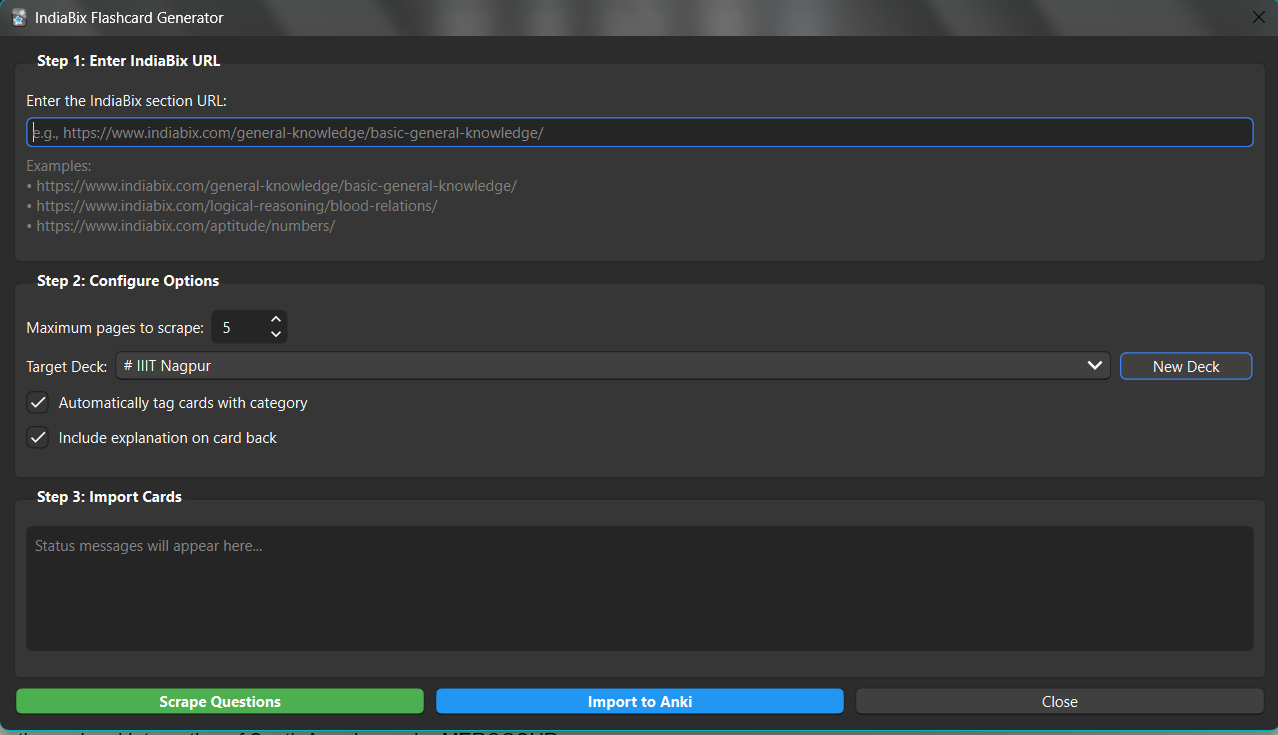 IndiaBix Flashcard Generator
Step 1: Enter IndiaBix URL
Enter the IndiaBix section URL:
e.g., https://www.indiabix.com/general-knowledge/basic-general-knowledge/
Examples:
• https://www.indiabix.com/general-knowledge/basic-general-knowledge/
• https://www.indiabix.com/logical-reasoning/blood-relations/
• https://www.indiabix.com/aptitude/numbers/
Step 2: Configure Options
Maximum pages to scrape: 5
Target Deck: # IIIT Nagpur New Deck
Automatically tag cards with category
Include explanation on card back
Step 3: Import Cards
Status messages will appear here...
Scrape Questions Import to Anki Close